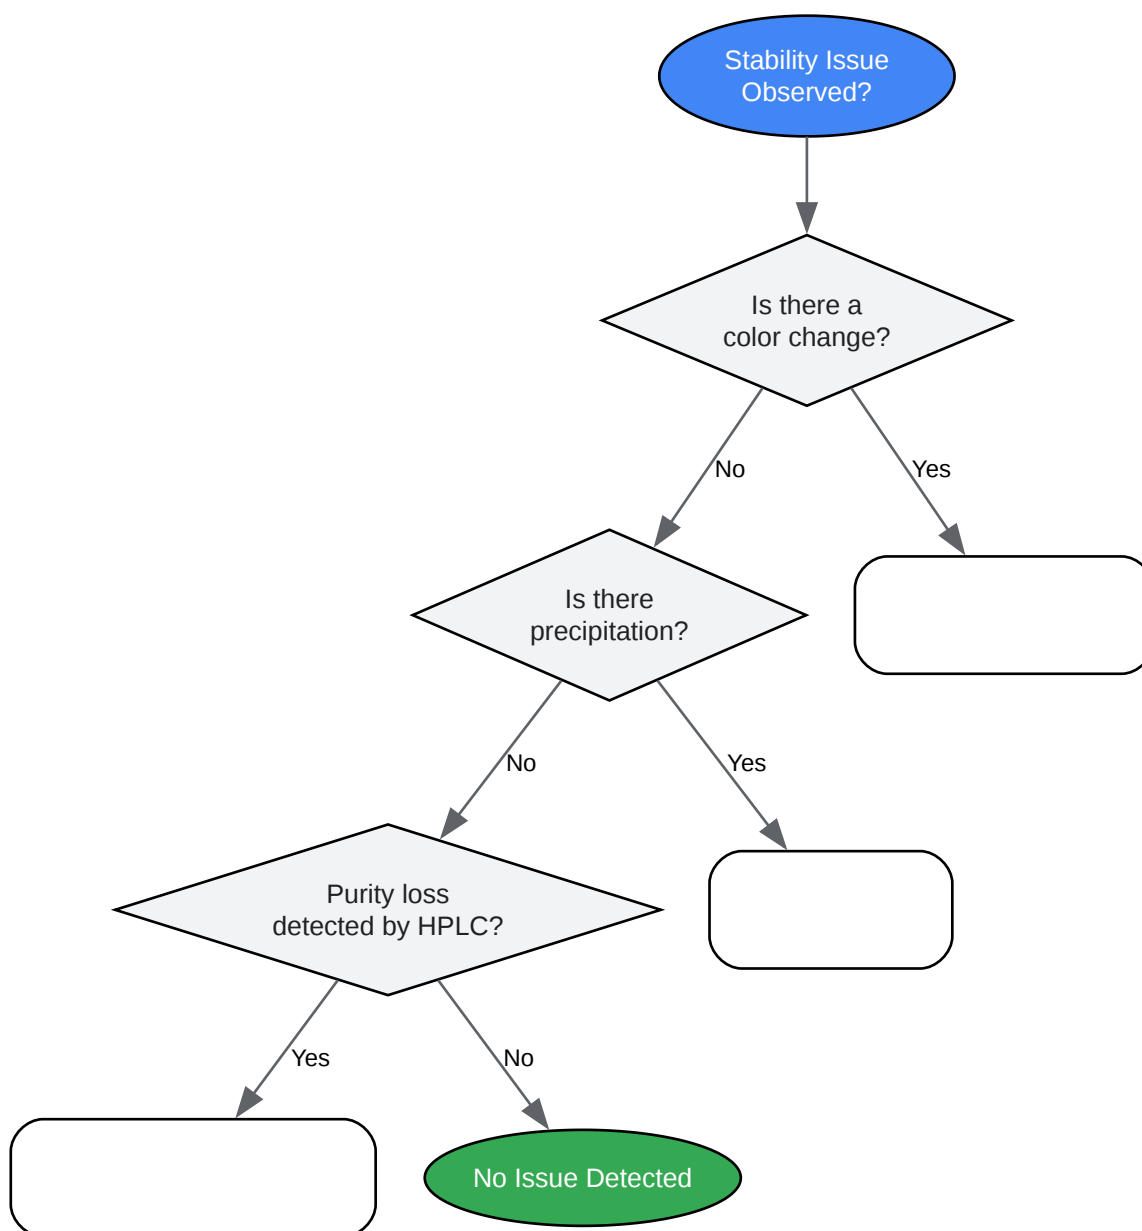 Stability Issue
Observed?
Is there a
color change?
No
Yes
Is there
precipitation?
No
Yes
Purity loss
detected by HPLC?
Yes
No
No Issue Detected